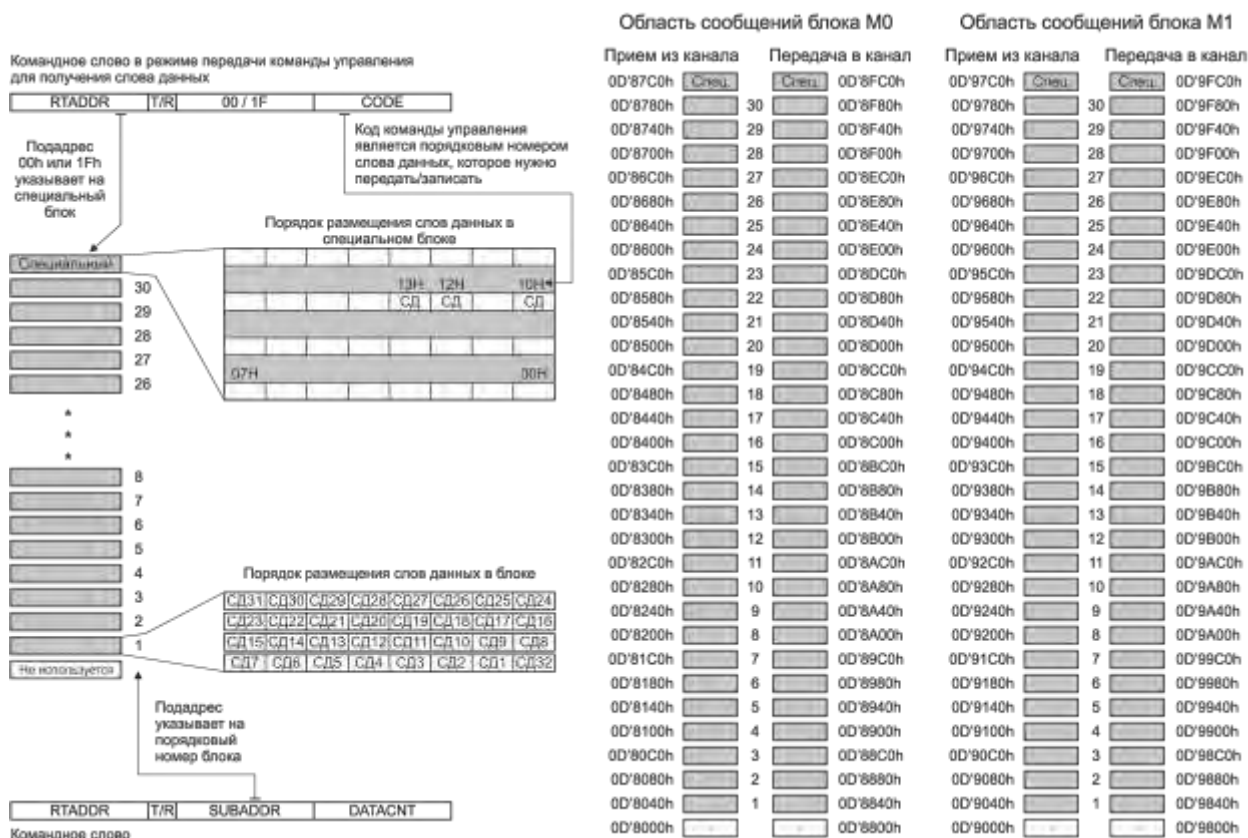 Командное слово в режиме передачи команды управления
для получения слова данных
RTADDR T/R 00 / 1F CODE
Подадрес
00h или 1Fh
указывает на
специальный
блок
Код команды управления
является порядковым номером
слова данных, которое нужно
передать/записать
Порядок размещения слов данных в
специальном блоке
13H 12H 10H
СД СД СД
07H 00H
Специальный
30
29
28
27
26
*
*
*
8
7
6
5
4
3
2
1
Не используется
Порядок размещения слов данных в блоке
СД31 СД30 СД29 СД28 СД27 СД26 СД25 СД24
СД23 СД22 СД21 СД20 СД19 СД18 СД17 СД16
СД15 СД14 СД13 СД12 СД11 СД10 СД9 СД8
СД7 СД6 СД5 СД4 СД3 СД2 СД1 СД32
Подадрес
указывает на
порядковый
номер блока
RTADDR T/R SUBADDR DATACNT
Командное слово
Область сообщений блока М0
Прием из канала Передача в канал
0D'87C0h Спец. Спец. 0D'8FC0h
0D'8780h 30 0D'8F80h
0D'8740h 29 0D'8F40h
0D'8700h 28 0D'8F00h
0D'86C0h 27 0D'8EC0h
0D'8680h 26 0D'8E80h
0D'8640h 25 0D'8E40h
0D'8600h 24 0D'8E00h
0D'85C0h 23 0D'8DC0h
0D'8580h 22 0D'8D80h
0D'8540h 21 0D'8D40h
0D'8500h 20 0D'8D00h
0D'84C0h 19 0D'8CC0h
0D'8480h 18 0D'8C80h
0D'8440h 17 0D'8C40h
0D'8400h 16 0D'8C00h
0D'83C0h 15 0D'8BC0h
0D'8380h 14 0D'8B80h
0D'8340h 13 0D'8B40h
0D'8300h 12 0D'8B00h
0D'82C0h 11 0D'8AC0h
0D'8280h 10 0D'8A80h
0D'8240h 9 0D'8A40h
0D'8200h 8 0D'8A00h
0D'81C0h 7 0D'89C0h
0D'8180h 6 0D'8980h
0D'8140h 5 0D'8940h
0D'8100h 4 0D'8900h
0D'80C0h 3 0D'88C0h
0D'8080h 2 0D'8880h
0D'8040h 1 0D'8840h
0D'8000h 0D'8800h
Область сообщений блока М1
Прием из канала Передача в канал
0D'97C0h Спец. Спец. 0D'9FC0h
0D'9780h 30 0D'9F80h
0D'9740h 29 0D'9F40h
0D'9700h 28 0D'9F00h
0D'96C0h 27 0D'9EC0h
0D'9680h 26 0D'9E80h
0D'9640h 25 0D'9E40h
0D'9600h 24 0D'9E00h
0D'95C0h 23 0D'9DC0h
0D'9580h 22 0D'9D80h
0D'9540h 21 0D'9D40h
0D'9500h 20 0D'9D00h
0D'94C0h 19 0D'9CC0h
0D'9480h 18 0D'9C80h
0D'9440h 17 0D'9C40h
0D'9400h 16 0D'9C00h
0D'93C0h 15 0D'9BC0h
0D'9380h 14 0D'9B80h
0D'9340h 13 0D'9B40h
0D'9300h 12 0D'9B00h
0D'92C0h 11 0D'9AC0h
0D'9280h 10 0D'9A80h
0D'9240h 9 0D'9A40h
0D'9200h 8 0D'9A00h
0D'91C0h 7 0D'99C0h
0D'9180h 6 0D'9980h
0D'9140h 5 0D'9940h
0D'9100h 4 0D'9900h
0D'90C0h 3 0D'98C0h
0D'9080h 2 0D'9880h
0D'9040h 1 0D'9840h
0D'9000h 0D'9800h